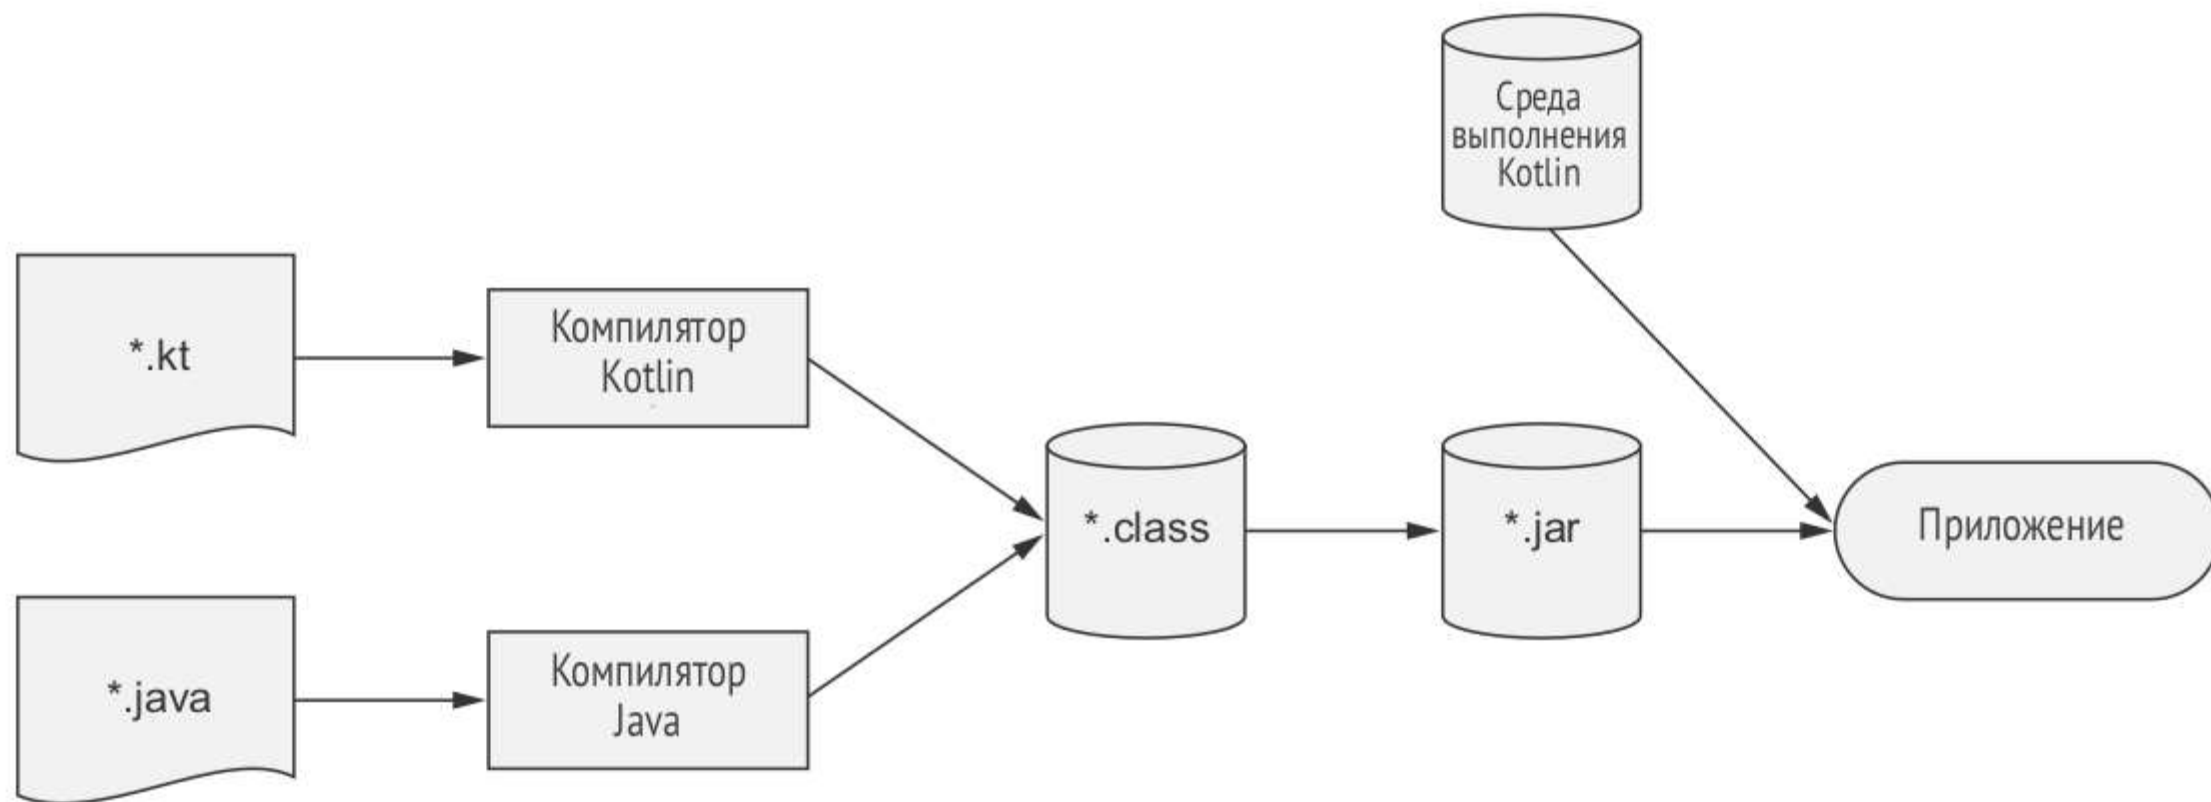 Среда
выполнения
Kotlin
*.kt
Компилятор
Kotlin
*.class
*.jar
Приложение
*.java
Компилятор
Java